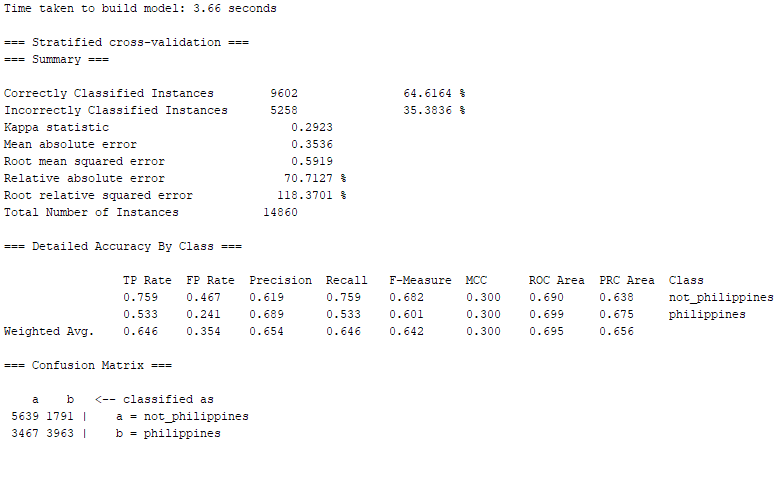 Time taken to build model: 3.66 seconds
=== Stratified cross-validation ===
=== Summary ===
Correctly Classified Instances        9602               64.6164 %
Incorrectly Classified Instances      5258               35.3836 %
Kappa statistic                          0.2923
Mean absolute error                      0.3536
Root mean squared error                  0.5919
Relative absolute error                 70.7127 %
Root relative squared error            118.3701 %
Total Number of Instances            14860
=== Detailed Accuracy By Class ===
                 TP Rate  FP Rate  Precision  Recall   F-Measure  MCC      ROC Area  PRC Area  Class
                 0.759    0.467    0.619      0.759    0.682      0.300    0.690     0.638     not_philippines
                 0.533    0.241    0.689      0.533    0.601      0.300    0.699     0.675     philippines
Weighted Avg.    0.646    0.354    0.654      0.646    0.642      0.300    0.695     0.656
=== Confusion Matrix ===
    a    b   <-- classified as
 5639 1791 |    a = not_philippines
 3467 3963 |    b = philippines